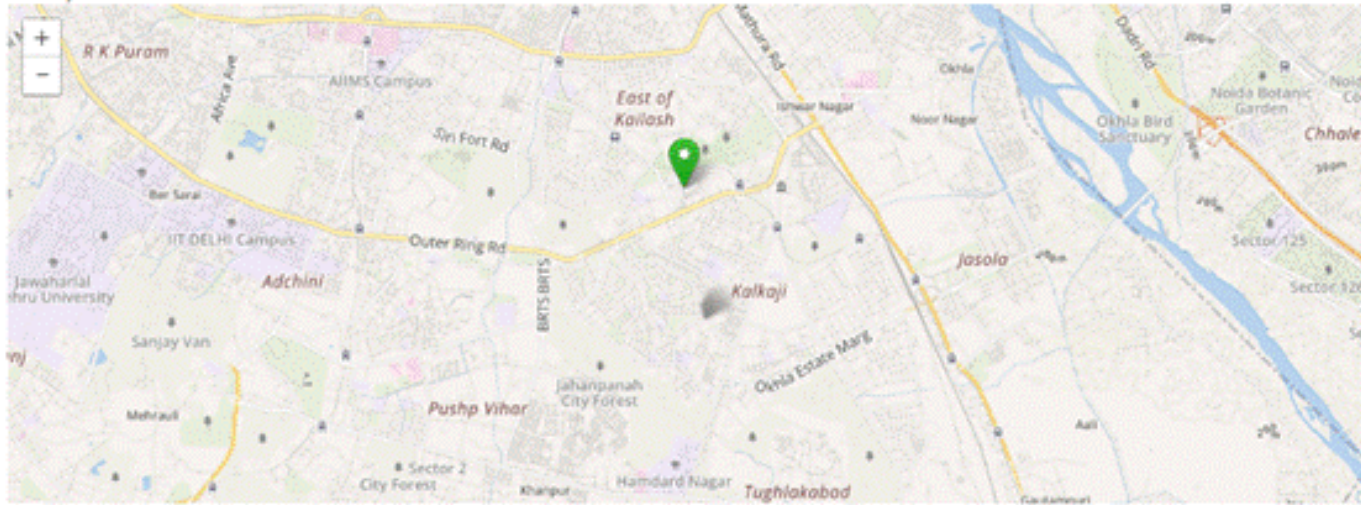 +
−
R K Puram
Africa Ave
AIIMS Campus
Siri Fort Rd
East of
Kailash
Mathura Rd
Ishwar Nagar
Okhla
Noor Nagar
Dadri Rd
Okhla Bird
Sanctuary
Noida Botanic
Garden
Chhale
Ber Sarai
IIT DELHI Campus
Outer Ring Rd
Jawaharlal
ehru University
Adchini
BRTS BRTS
Kalkaji
Jasola
Sector 125
Sector 126
Sanjay Van
Okhla Estate Marg
Jahanpanah
City Forest
Mehrauli
Pushp Vihar
Aali
Sector 2
City Forest
Khanpur
Hamdard Nagar
Tughlakabad
Gautampuri